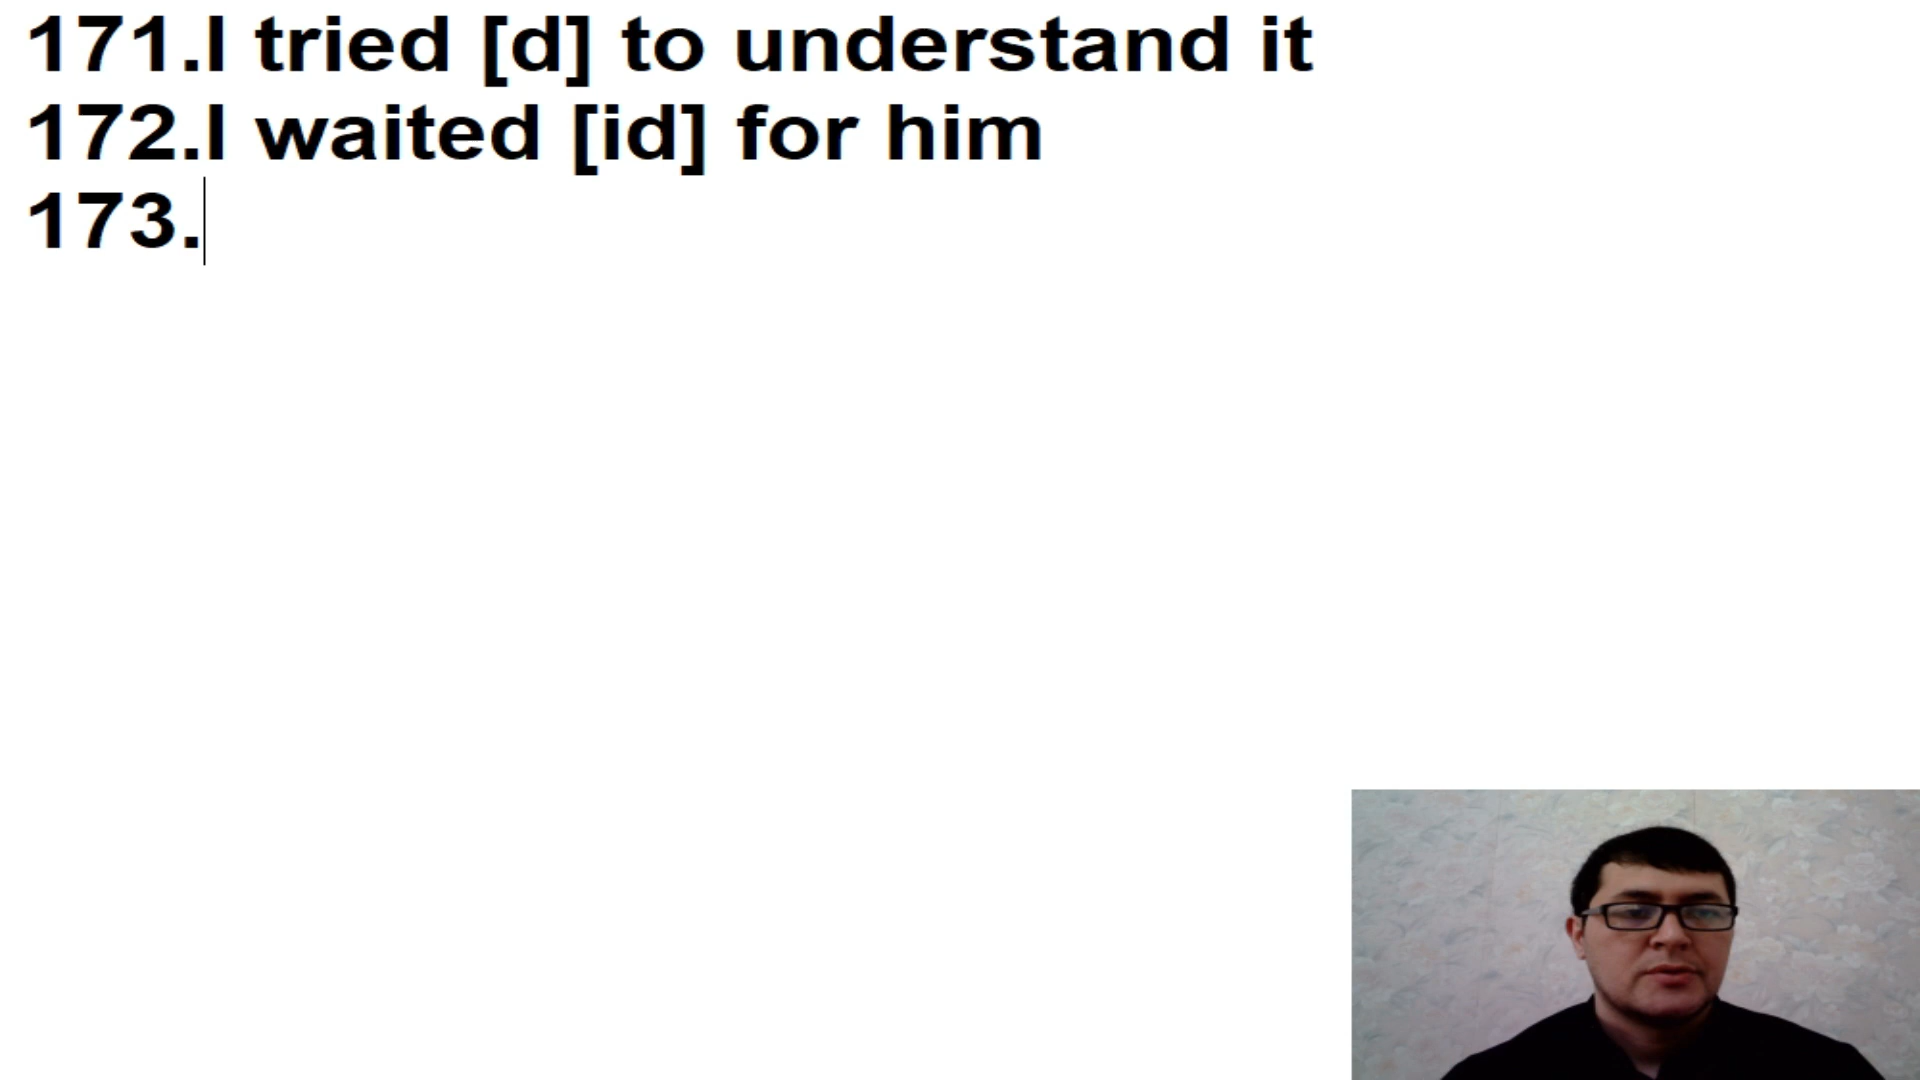 171.I tried [d] to understand it
172.I waited [id] for him
173.